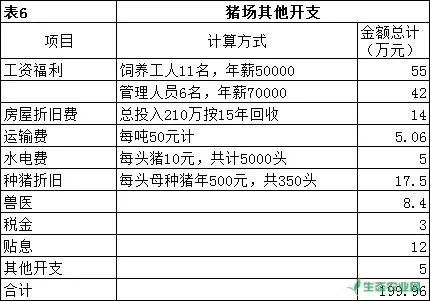 表6 猪场其他开支
项目 计算方式 金额总计（万元）
工资福利 饲养工人11名，年薪50000 55
管理人员6名，年薪70000 42
房屋折旧费 总投入210万按15年回收 14
运输费 每吨50元计 5.06
水电费 每头猪10元，共计5000头 5
种猪折旧 每头母种猪年500元，共350头 17.5
兽医 8.4
税金 3
贴息 12
其他开支 5
合计 199.96
生态农业网